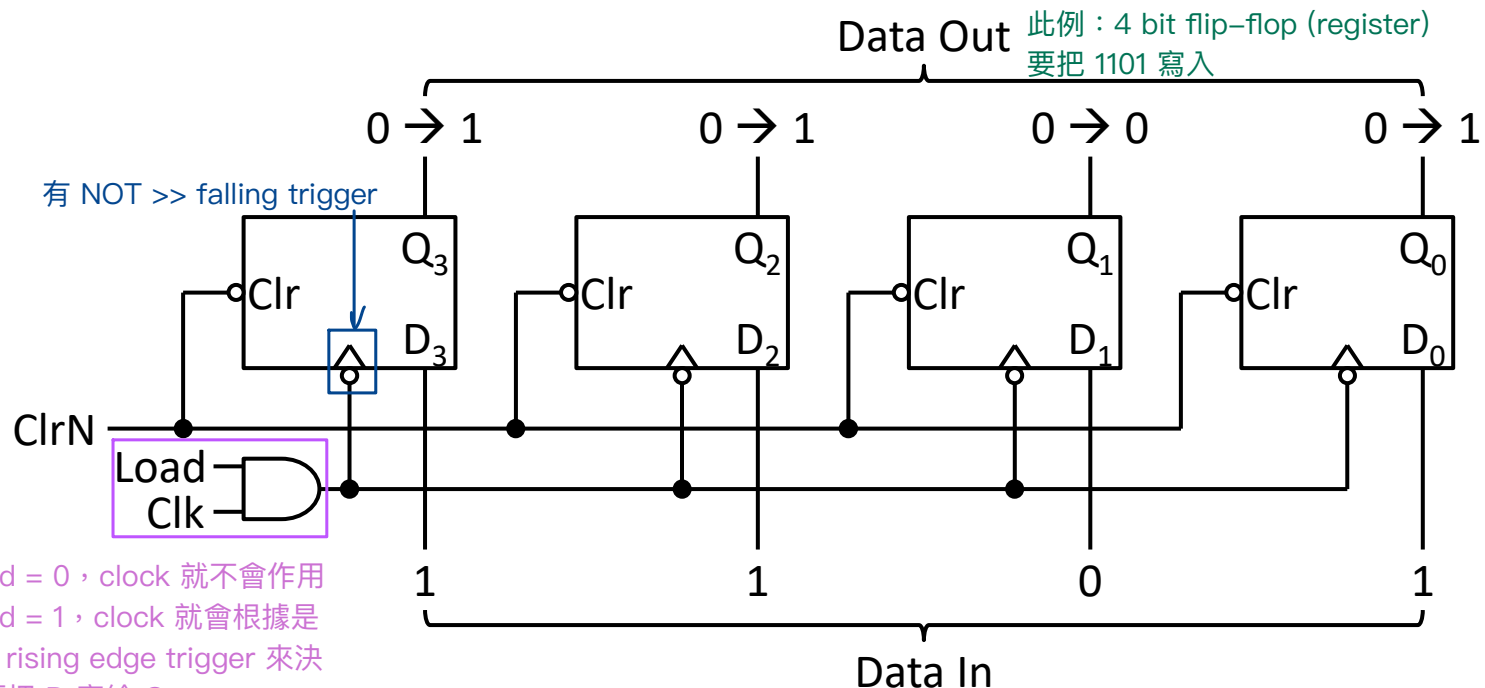 Data Out
此例：4 bit flip-flop (register)
要把 1101 寫入
0 → 1
0 → 1
0 → 0
0 → 1
有 NOT >> falling trigger
Q3
Q2
Q1
Q0
Clr
Clr
Clr
Clr
D3
D2
D1
D0
ClrN
Load
Clk
d = 0，clock 就不會作用
d = 1，clock 就會根據是
rising edge trigger 來決
1
1
0
1
Data In